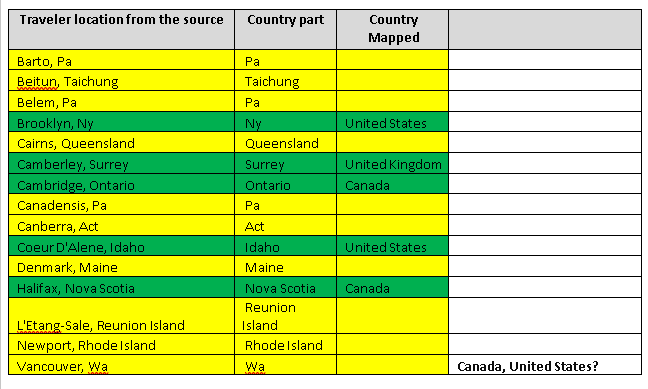 Traveler location from the source Country part Country
Mapped
Barto, Pa Pa
Beitun, Taichung Taichung
Belem, Pa Pa
Brooklyn, Ny Ny United States
Cairns, Queensland Queensland
Camberley, Surrey Surrey United Kingdom
Cambridge, Ontario Ontario Canada
Canadensis, Pa Pa
Canberra, Act Act
Coeur D'Alene, Idaho Idaho United States
Denmark, Maine Maine
Halifax, Nova Scotia Nova Scotia Canada
Reunion
L'Etang-Sale, Reunion Island Island
Newport, Rhode Island Rhode Island
Vancouver, Wa Wa Canada, United States?